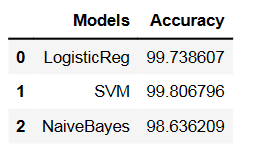 Models Accuracy
0 LogisticReg 99.738607
1 SVM 99.806796
2 NaiveBayes 98.636209